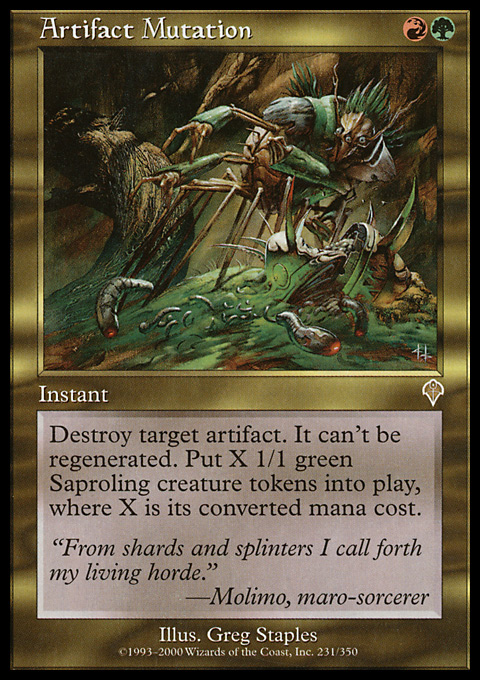 Artifact Mutation
Instant
Destroy target artifact. It can't be
regenerated. Put X 1/1 green
Saproling creature tokens into play,
where X is its converted mana cost.
“From shards and splinters I call forth
my living horde.”
—Molimo, maro-sorcerer
Illus. Greg Staples
©1993–2000 Wizards of the Coast, Inc. 231/350